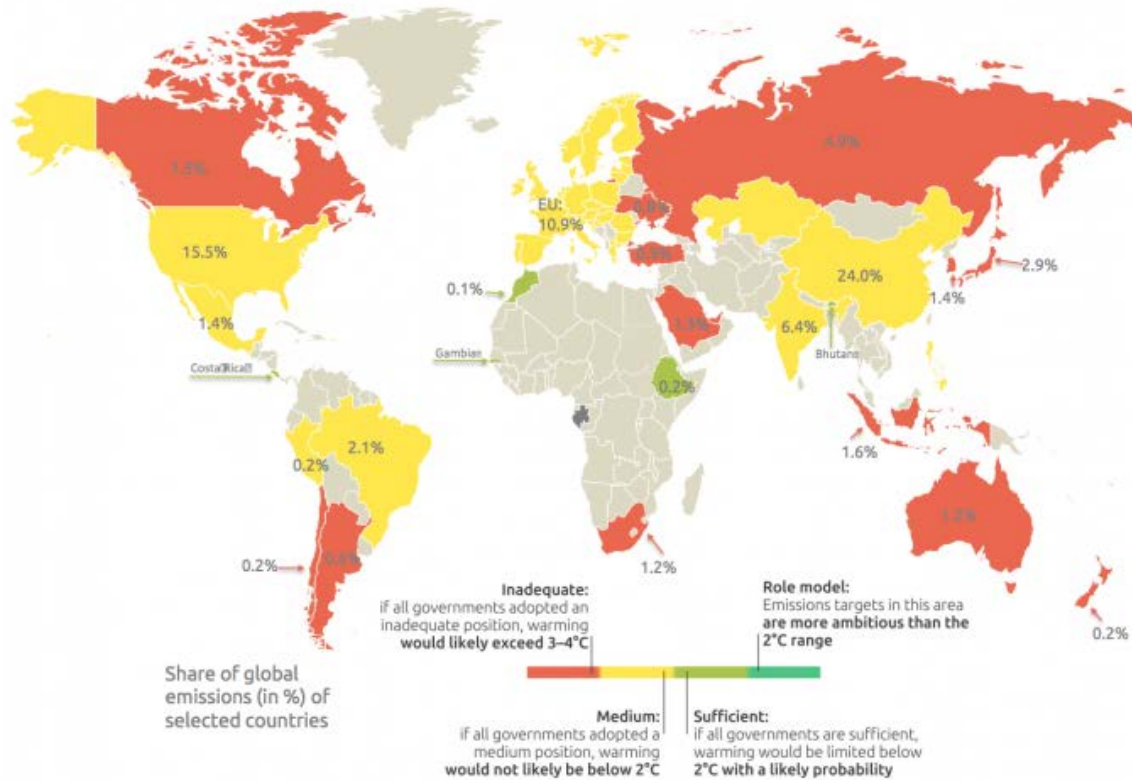 4.9%
1.5%
EU:
10.9%
15.5%
24.0%
2.9%
0.1%
1.4%
1.4%
6.4%
Gambia
Bhutan
Costa Rica
0.2%
2.1%
0.2%
1.6%
0.2%
1.2%
0.2%
Inadequate:
if all governments adopted an
inadequate position, warming
would likely exceed 3–4°C
Role model:
Emissions targets in this area
are more ambitious than the
2°C range
Share of global
emissions (in %) of
selected countries
Medium:
if all governments adopted a
medium position, warming
would not likely be below 2°C
Sufficient:
if all governments are sufficient,
warming would be limited below
2°C with a likely probability